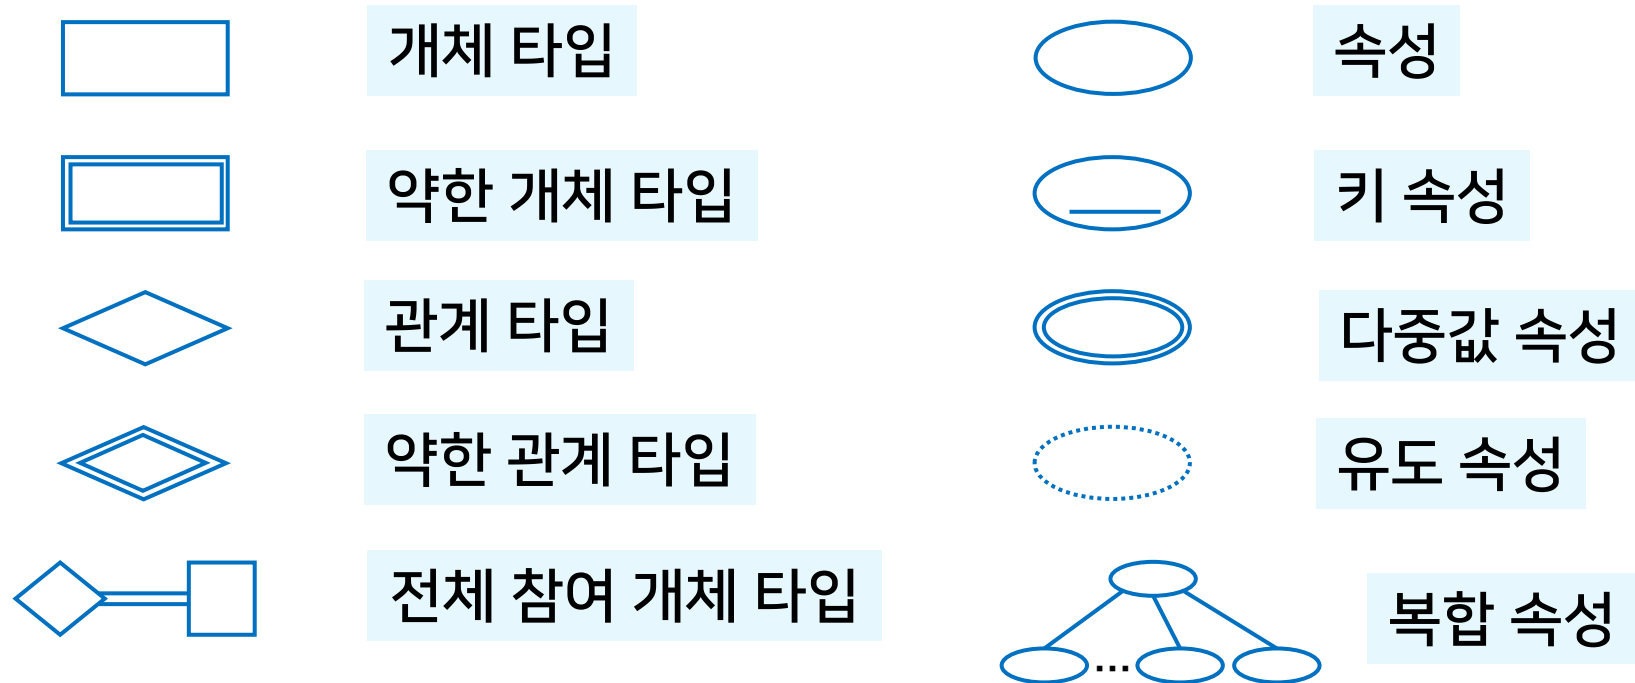 개체 타입
속성
약한 개체 타입
키 속성
관계 타입
다중값 속성
약한 관계 타입
유도 속성
전체 참여 개체 타입
복합 속성
...